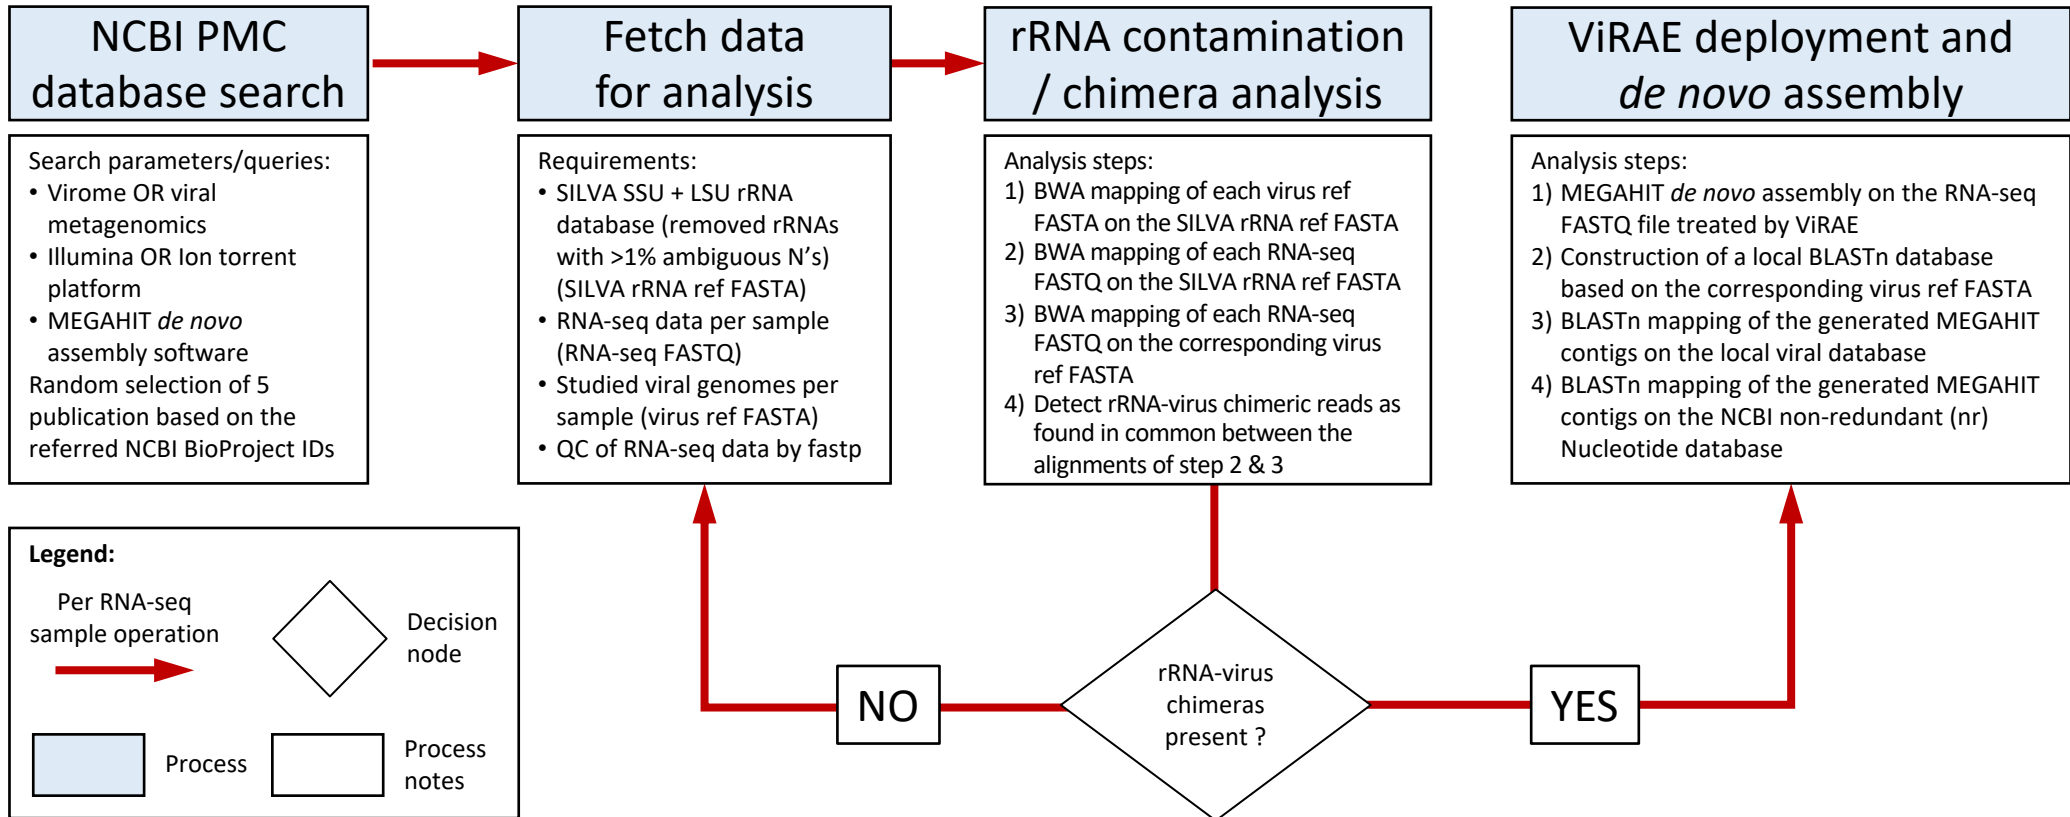 NCBI PMC
database search
Fetch data
for analysis
rRNA contamination
/ chimera analysis
ViRAE deployment and
de novo assembly
Search parameters/queries:
• Virome OR viral
metagenomics
• Illumina OR Ion torrent
platform
• MEGAHIT de novo
assembly software
Random selection of 5
publication based on the
referred NCBI BioProject IDs
Requirements:
• SILVA SSU + LSU rRNA
database (removed rRNAs
with >1% ambiguous N’s)
(SILVA rRNA ref FASTA)
• RNA-seq data per sample
(RNA-seq FASTQ)
• Studied viral genomes per
sample (virus ref FASTA)
• QC of RNA-seq data by fastp
Analysis steps:
1) BWA mapping of each virus ref
FASTA on the SILVA rRNA ref FASTA
2) BWA mapping of each RNA-seq
FASTQ on the SILVA rRNA ref FASTA
3) BWA mapping of each RNA-seq
FASTQ on the corresponding virus
ref FASTA
4) Detect rRNA-virus chimeric reads as
found in common between the
alignments of step 2 & 3
Analysis steps:
1) MEGAHIT de novo assembly on the RNA-seq
FASTQ file treated by ViRAE
2) Construction of a local BLASTn database
based on the corresponding virus ref FASTA
3) BLASTn mapping of the generated MEGAHIT
contigs on the local viral database
4) BLASTn mapping of the generated MEGAHIT
contigs on the NCBI non-redundant (nr)
Nucleotide database
Legend:
Per RNA-seq
sample operation
Decision
node
Process
Process
notes
NO
rRNA-virus
chimeras
present ?
YES